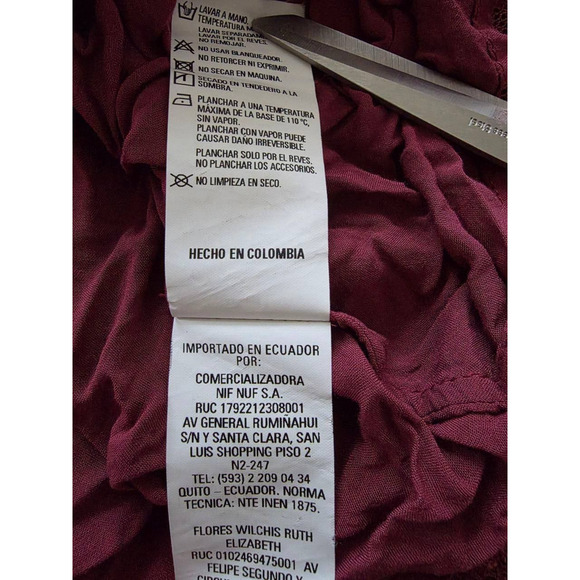 LAVAR A MANO.
TEMPERATURA
LAVAR SEPARADAM
LAVAR POR EL REVES.
NO REMOJAR.
NO USAR BLANQUEADOR.
NO RETORCER NI EXPRIMIR.
NO SECAR EN MAQUINA.
SECADO EN TENDEDERO A LA
SOMBRA.
PLANCHAR A UNA TEMPERATURA
MÁXIMA DE LA BASE DE 110 °C,
SIN VAPOR.
PLANCHAR CON VAPOR PUEDE
CAUSAR DAÑO IRREVERSIBLE.
PLANCHAR SOLO POR EL REVES.
NO PLANCHAR LOS ACCESORIOS.
NO LIMPIEZA EN SECO.
HECHO EN COLOMBIA
IMPORTADO EN ECUADOR
POR:
COMERCIALIZADORA
NIF NUF S.A.
RUC 1792212308001
AV GENERAL RUMIÑAHUI
S/N Y SANTA CLARA, SAN
LUIS SHOPPING PISO 2
N2-247
TEL: (593) 2 209 04 34
QUITO – ECUADOR. NORMA
TECNICA: NTE INEN 1875.
FLORES WILCHIS RUTH
ELIZABETH
RUC 0102469475001 AV
FELIPE SEGUNDO Y